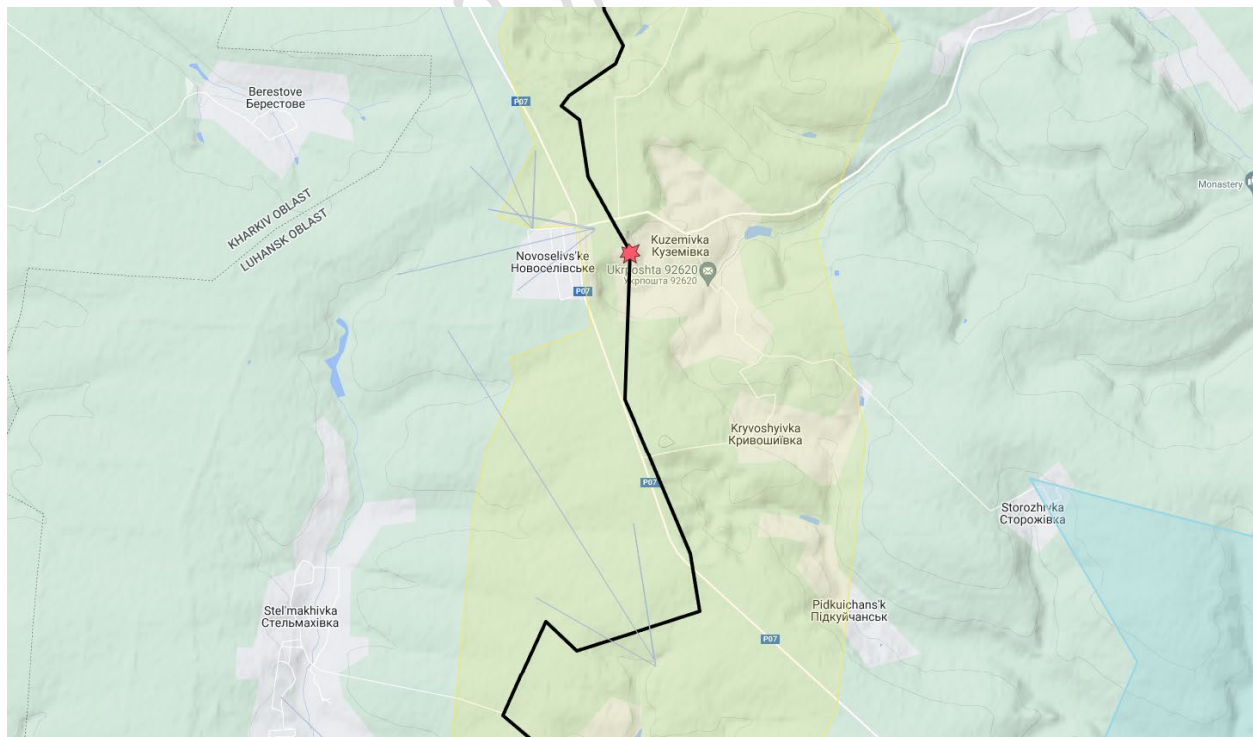 Berestove
Берестове
P07
Monastery
KHARKIV OBLAST
LUHANSK OBLAST
Kuzemivka
Куземівка
Novoselivs'ke
Новоселівське
Ukrposhta 92620
Укрпошта 92620
P07
Kryvoshyivka
Кривошиївка
P07
Storozhivka
Сторожівка
Stel'makhivka
Стельмахівка
Pidkuichans'k
Підкуйчанськ
P07